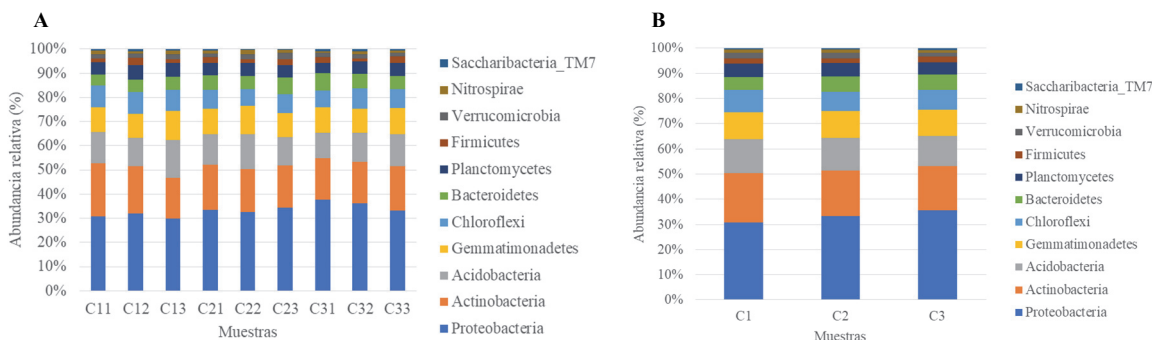 A
100%
90%
80%
70%
60%
50%
40%
30%
20%
10%
0%
Abundancia relativa (%)
C11 C12 C13 C21 C22 C23 C31 C32 C33
Muestras
Saccharibacteria_TM7
Nitrospirae
Verrucomicrobia
Firmicutes
Planctomycetes
Bacteroidetes
Chloroflexi
Gemmatimonadetes
Acidobacteria
Actinobacteria
Proteobacteria
B
100%
90%
80%
70%
60%
50%
40%
30%
20%
10%
0%
Abundancia relativa (%)
C1 C2 C3
Muestras
Saccharibacteria_TM7
Nitrospirae
Verrucomicrobia
Firmicutes
Planctomycetes
Bacteroidetes
Chloroflexi
Gemmatimonadetes
Acidobacteria
Actinobacteria
Proteobacteria